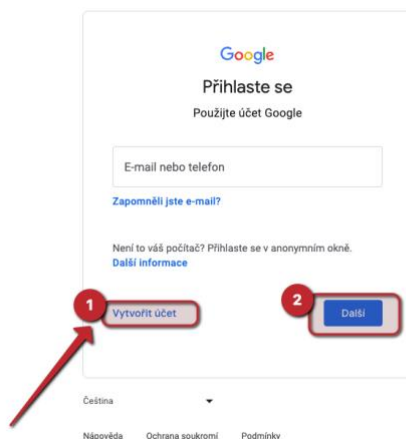 Google
Přihlaste se
Použijte účet Google
E-mail nebo telefon
Zapomněli jste e-mail?
Není to váš počítač? Přihlaste se v anonymním okně.
Další informace
1
Vytvořit účet
2
Další
Čeština
Nápověda Ochrana soukromí Podmínky